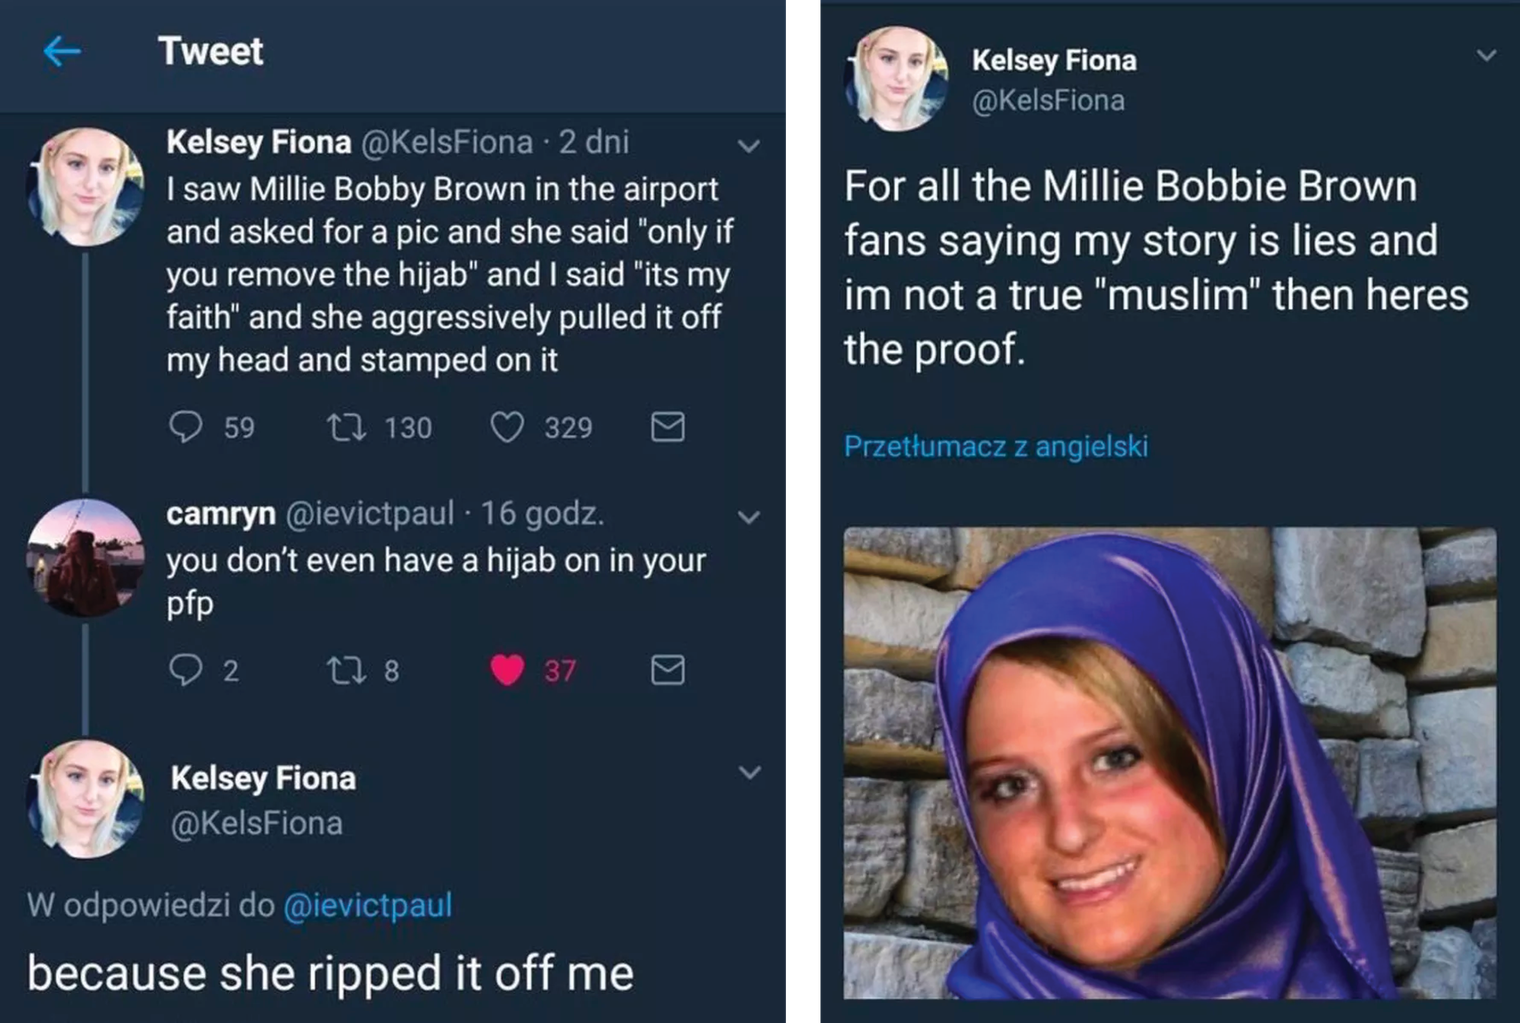 Tweet
Kelsey Fiona @KelsFiona · 2 dni
I saw Millie Bobby Brown in the airport
and asked for a pic and she said "only if
you remove the hijab" and I said "its my
faith" and she aggressively pulled it off
my head and stamped on it
59 130 329
camryn @ievictpaul · 16 godz.
you don't even have a hijab on in your
pfp
2 8 37
Kelsey Fiona
@KelsFiona
W odpowiedzi do @ievictpaul
because she ripped it off me
Kelsey Fiona
@KelsFiona
For all the Millie Bobbie Brown
fans saying my story is lies and
im not a true "muslim" then heres
the proof.
Przetłumacz z angielski